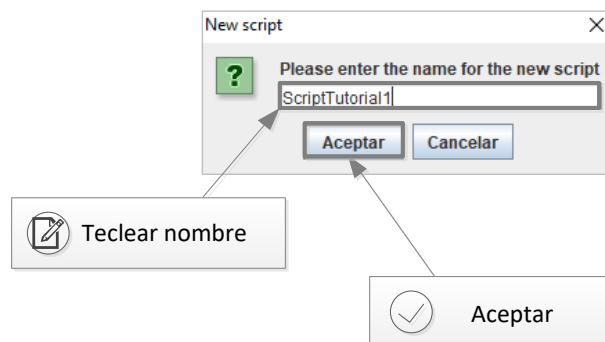 New script
Please enter the name for the new script
ScriptTutorial1
Aceptar Cancelar
Teclear nombre
Aceptar